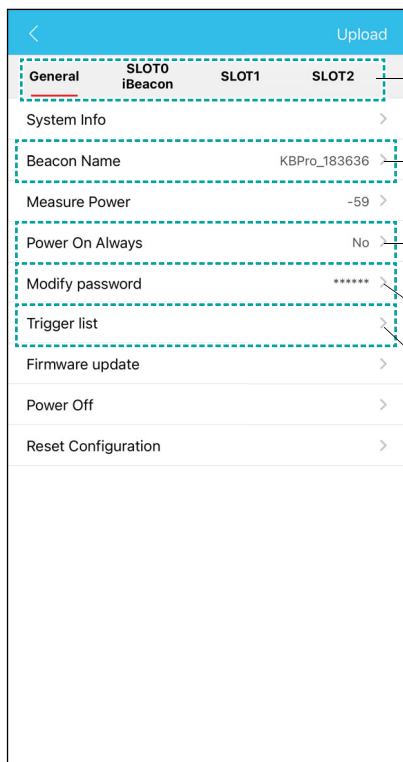 Upload
General SLOT0 iBeacon SLOT1 SLOT2
System Info
Beacon Name KBPro_183636
Measure Power -59
Power On Always No
Modify password ******
Trigger list
Firmware update
Power Off
Reset Configuration